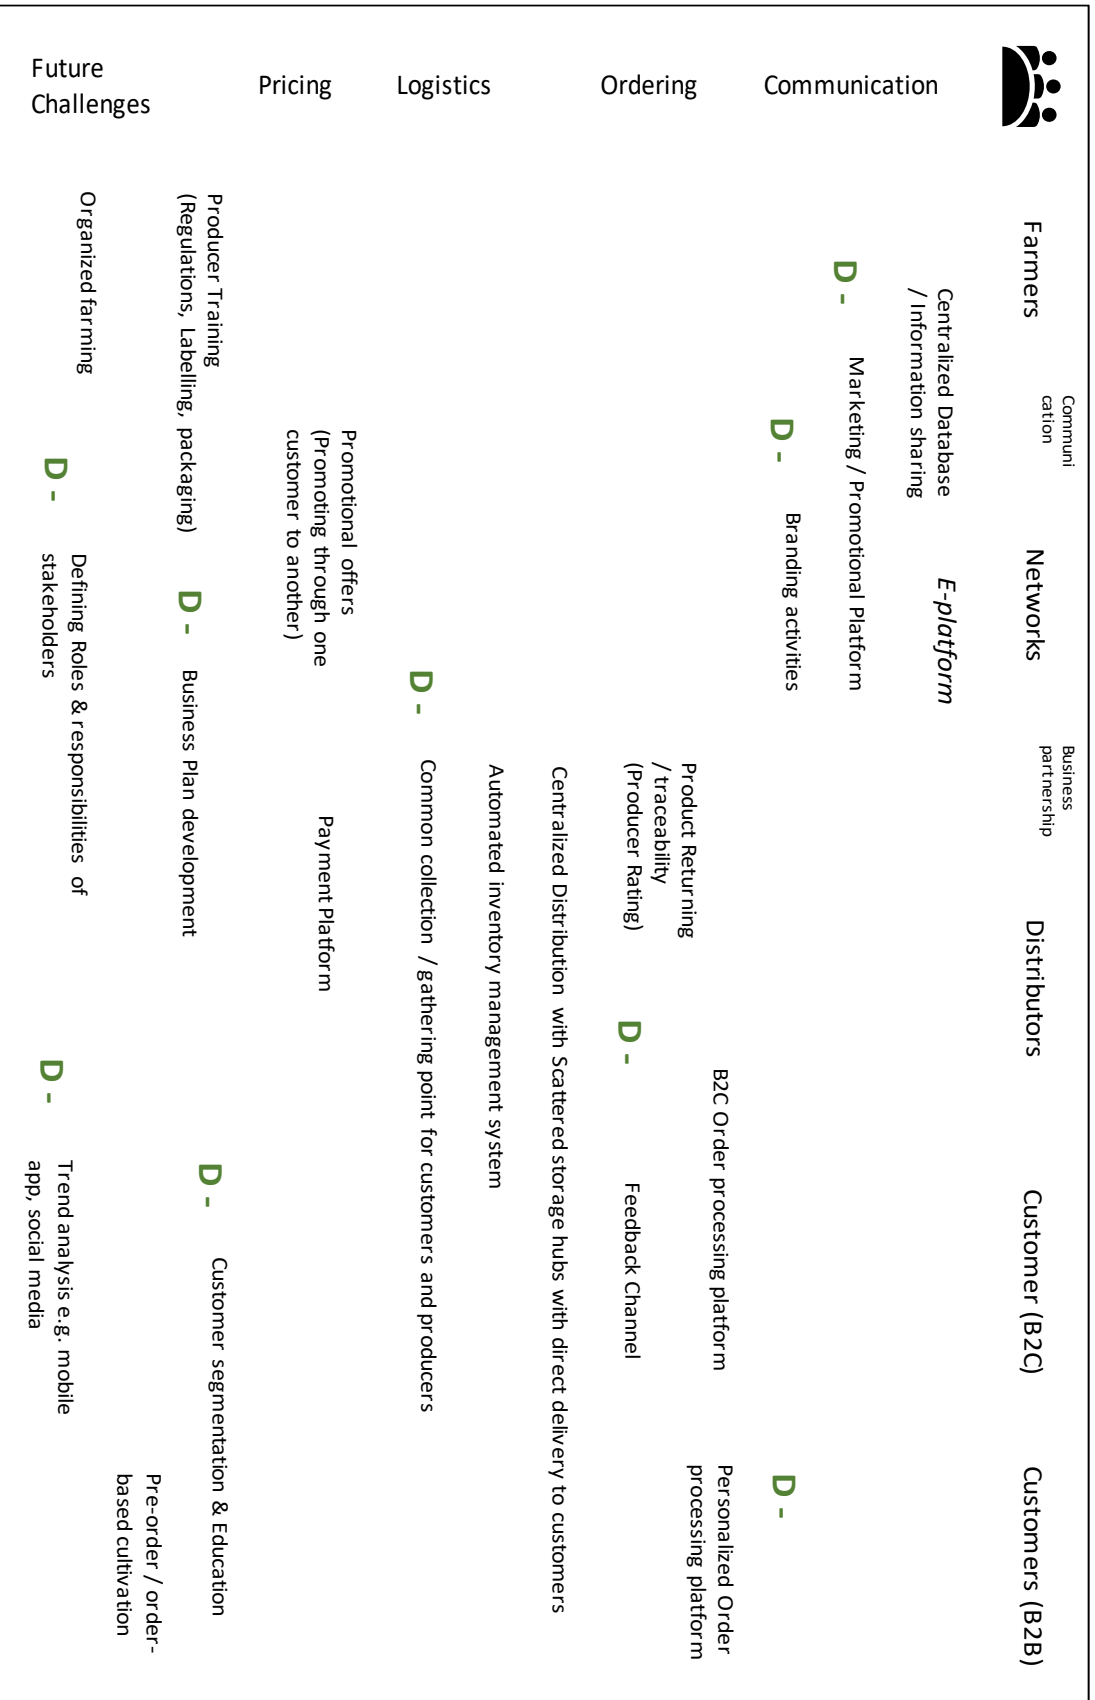 Farmers
Communi
cation
Networks
Business
partnership
Distributors
Customer (B2C)
Customers (B2B)
Communication
Centralized Database
/ Information sharing
E-platform
D -
Marketing / Promotional Platform
D -
Branding activities
D -
Ordering
B2C Order processing platform
Personalized Order
processing platform
Product Returning
/ traceability
(Producer Rating)
D -
Feedback Channel
Logistics
Centralized Distribution with Scattered storage hubs with direct delivery to customers
Automated inventory management system
D -
Common collection / gathering point for customers and producers
Pricing
Promotional offers
(Promoting through one
customer to another)
Payment Platform
Future
Challenges
Producer Training
(Regulations, Labelling, packaging)
D -
Business Plan development
D -
Customer segmentation & Education
Pre-order / order-
based cultivation
Organized farming
D -
Defining Roles & responsibilities of
stakeholders
D -
Trend analysis e.g. mobile
app, social media